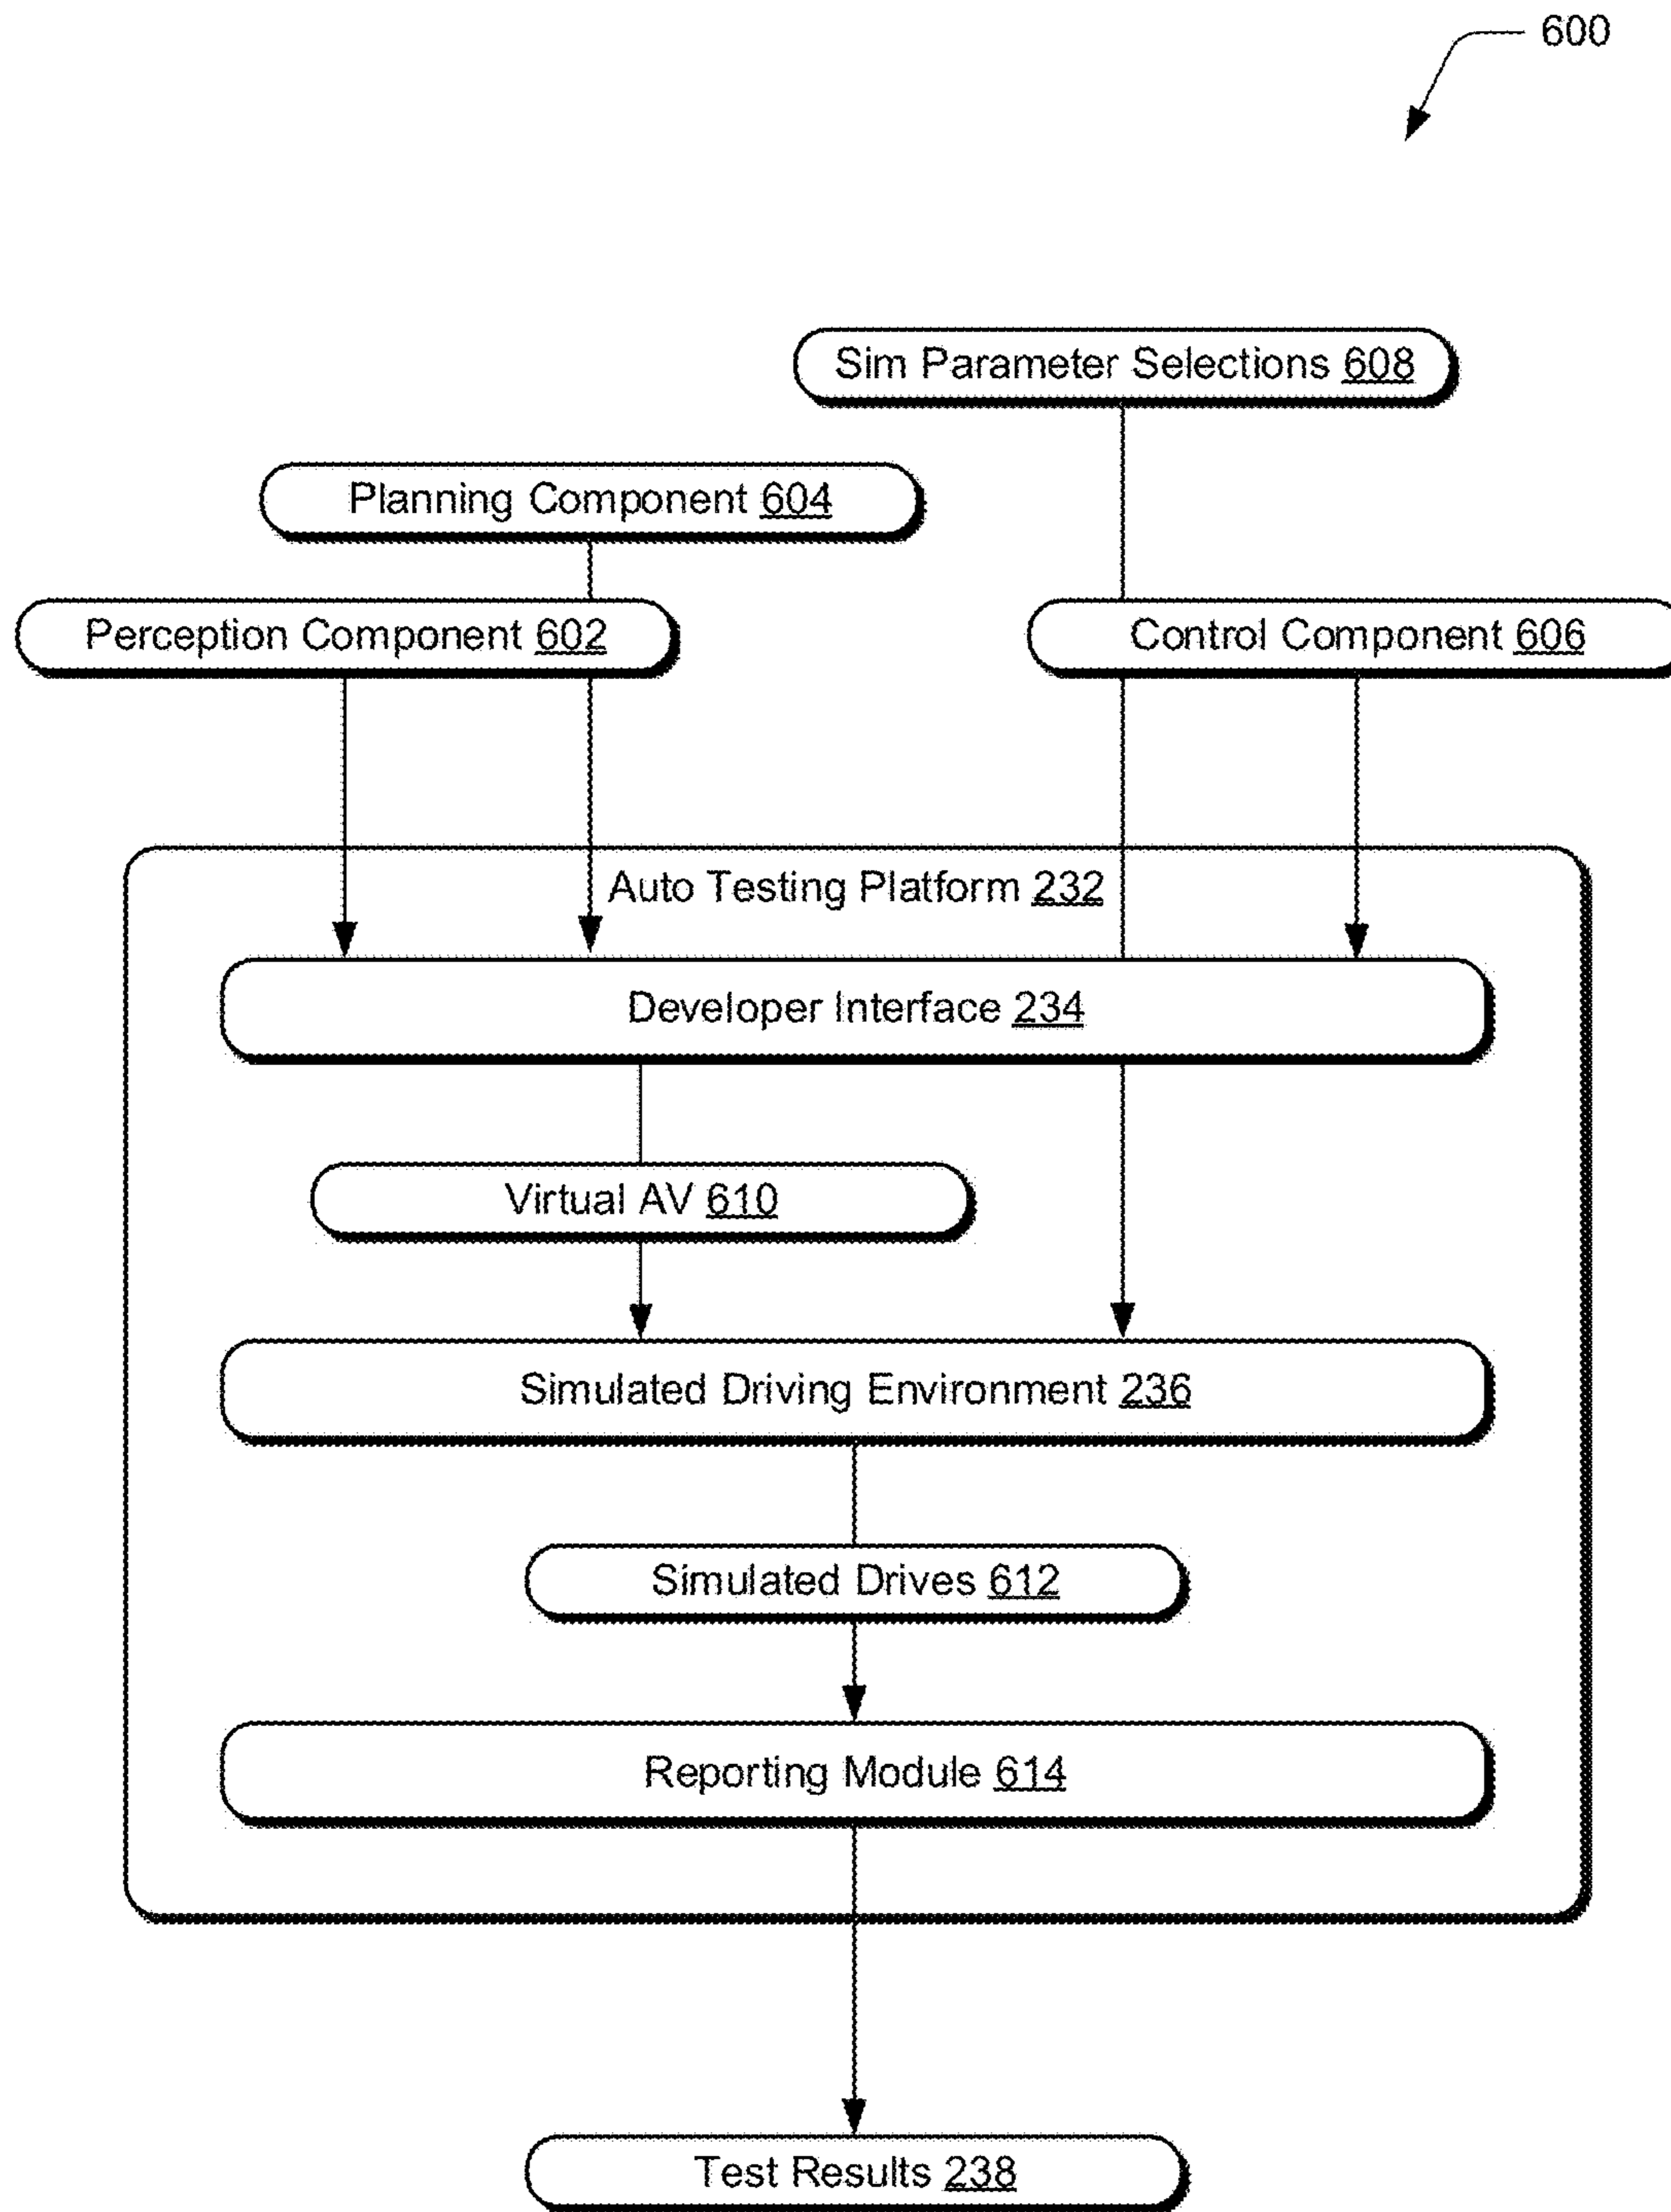 600
Sim Parameter Selections 608
Planning Component 604
Perception Component 602
Control Component 606
Auto Testing Platform 232
Developer Interface 234
Virtual AV 610
Simulated Driving Environment 236
Simulated Drives 612
Reporting Module 614
Test Results 238